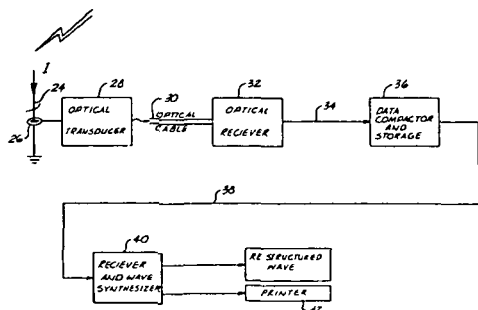 I
24
26
28
OPTICAL
TRANSDUCER
30
OPTICAL
CABLE
32
OPTICAL
RECIEVER
34
36
DATA
COMPACTOR
AND
STORAGE
38
40
RECIEVER
AND WAVE
SYNTHESIZER
RE STRUCTURED
WAVE
PRINTER